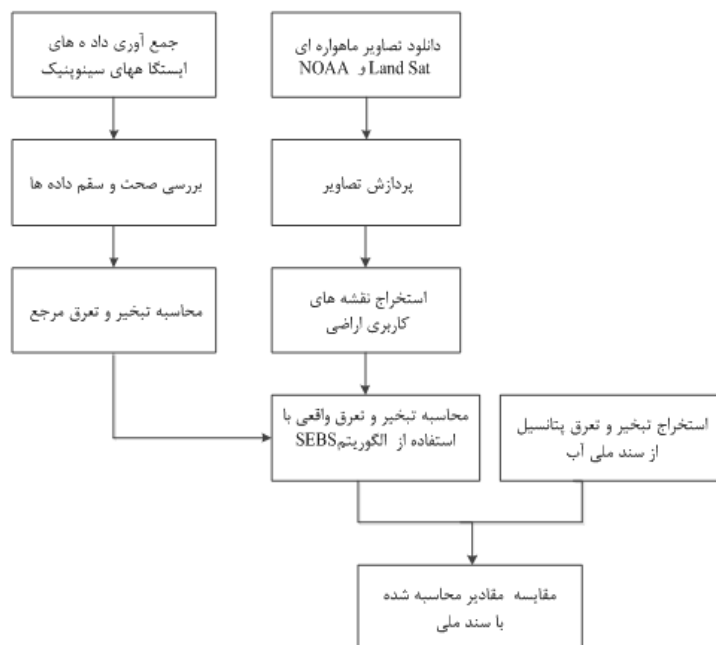 جمع آوری داد ه های
ایستگا ههای سینوپتیک
دانلود تصاویر ماهواره ای
NOAA و Land Sat
بررسی صحت و سقم داده ها
پردازش تصاویر
محاسبه تبخیر و تعرق مرجع
استخراج نقشه های
کاربری اراضی
محاسبه تبخیر و تعرق واقعی با
استفاده از الگوریتمSEBS
استخراج تبخیر و تعرق پتانسیل
از سند ملی آب
مقایسه مقادیر محاسبه شده
با سند ملی